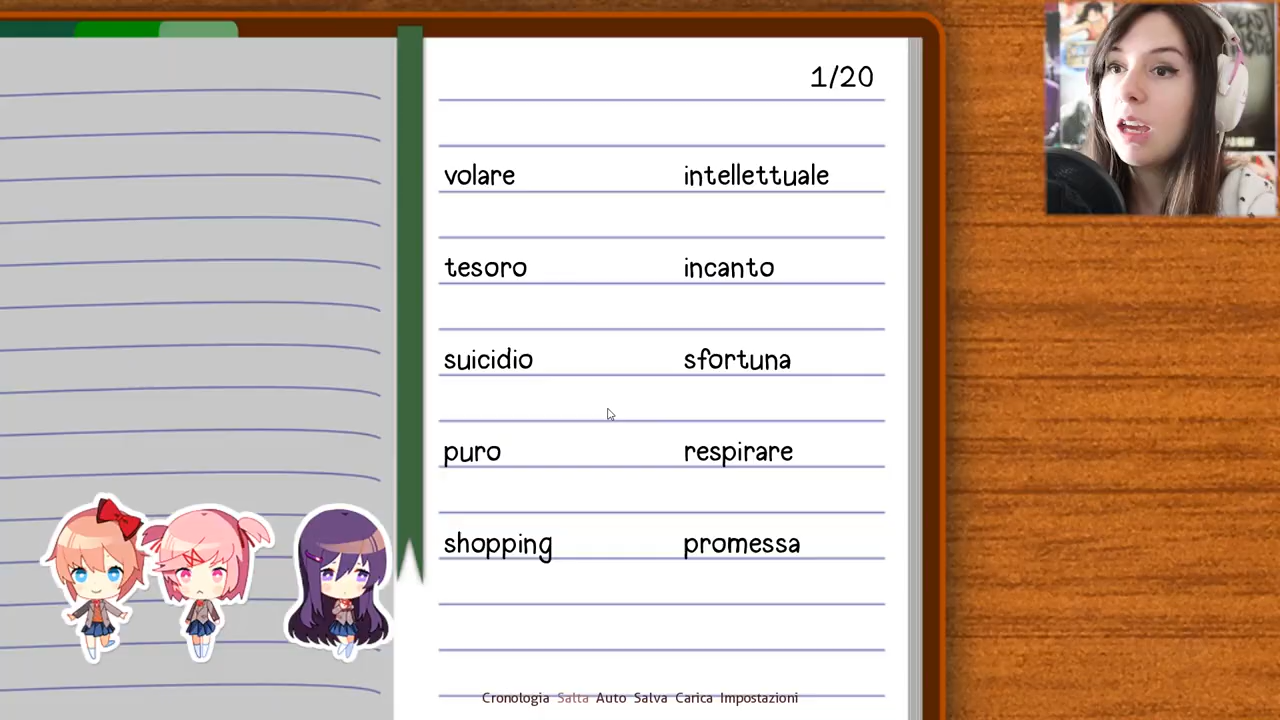 1/20
volare intellettuale
tesoro incanto
suicidio sfortuna
puro respirare
shopping promessa
Cronologia Salta Auto Salva Carica Impostazioni